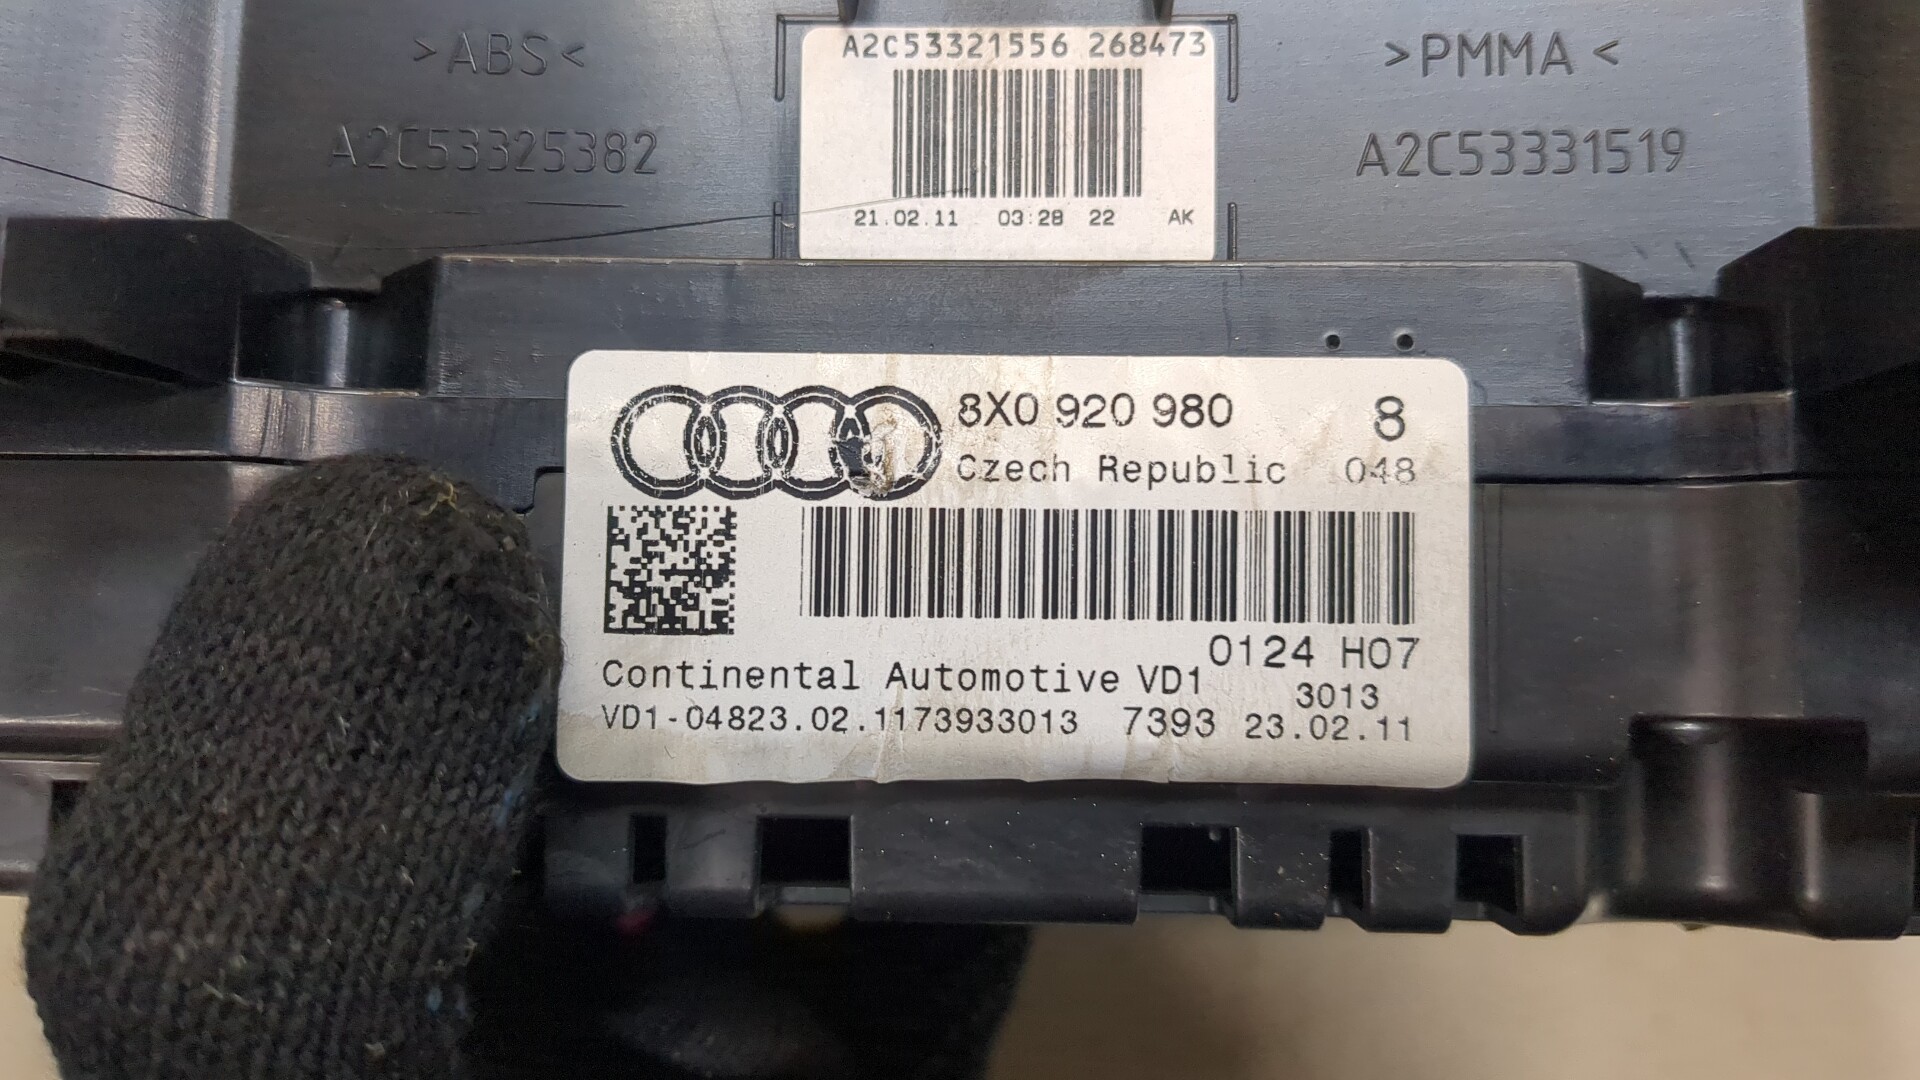 A2C53321556 268473
>ABS<
>PMMA<
A2C53325382
A2C53331519
21.02.11 03:28 22 AK
8X0 920 980 8
Czech Republic 048
0124 H07
Continental Automotive VD1
3013
VD1-04823.02.1173933013 7393 23.02.11